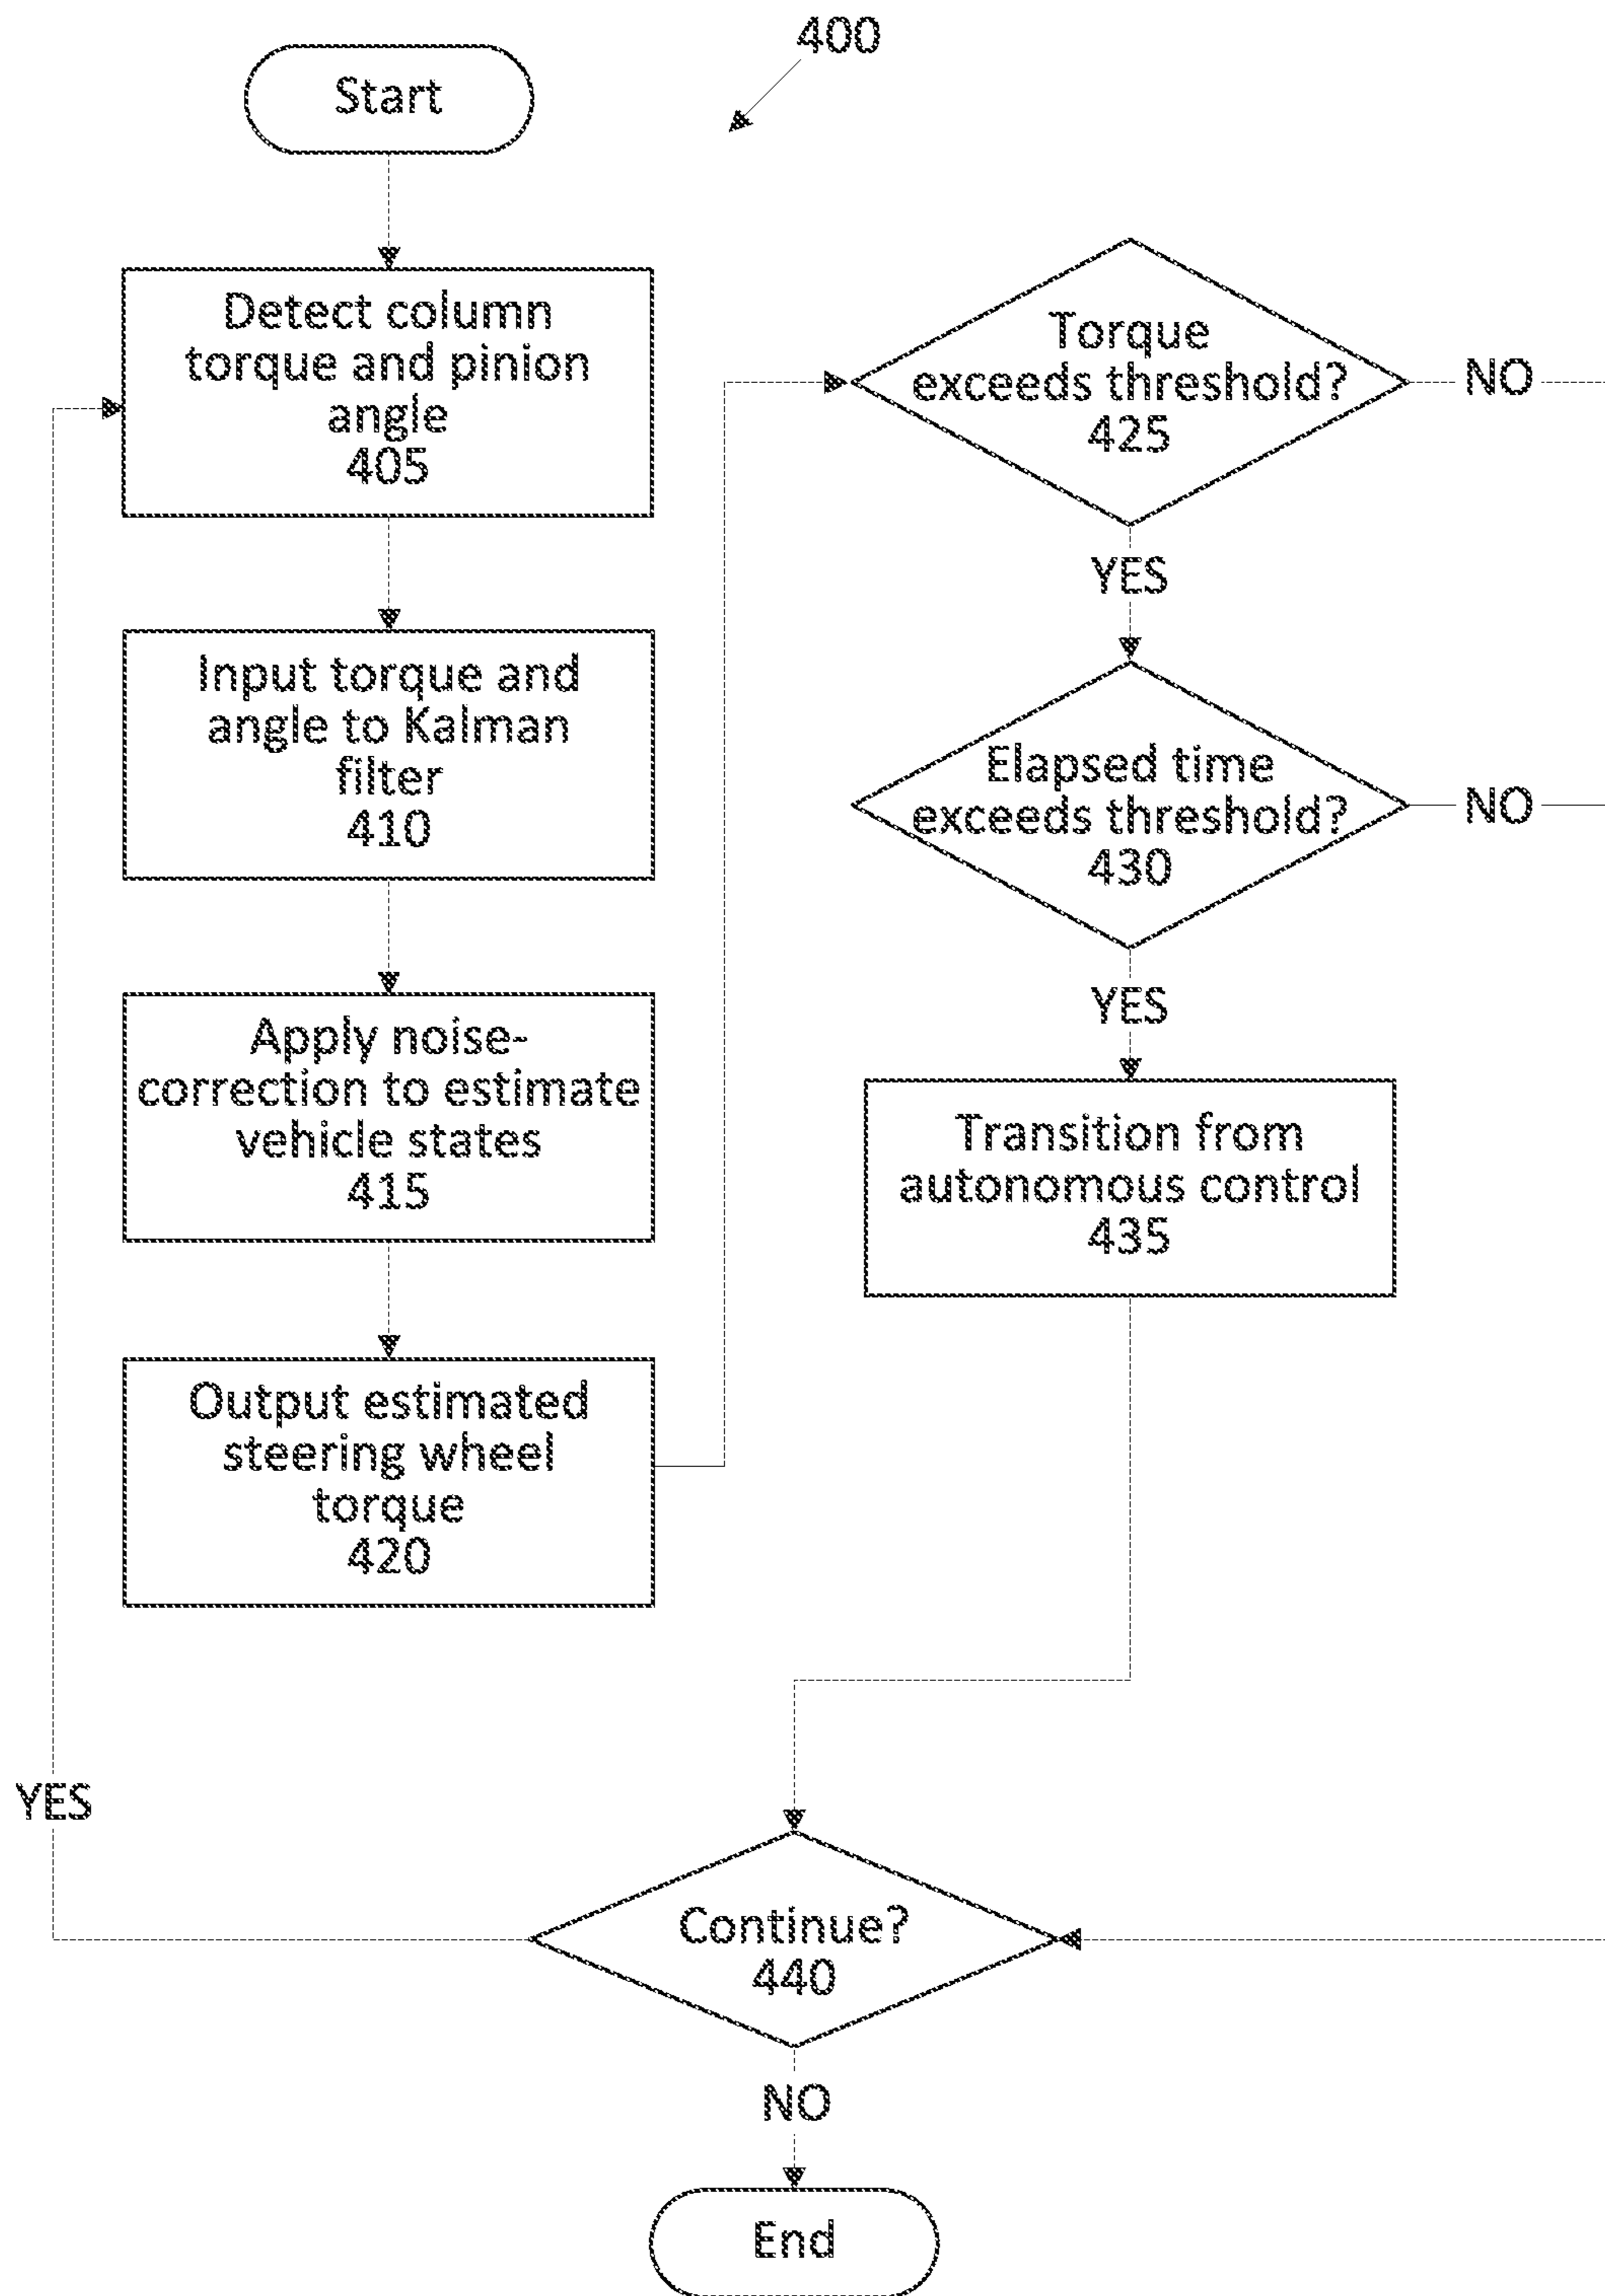 400
Start
Detect column
torque and pinion
angle
405
Input torque and
angle to Kalman
filter
410
Apply noise-
correction to estimate
vehicle states
415
Output estimated
steering wheel
torque
420
Torque
exceeds threshold?
425
NO
YES
Elapsed time
exceeds threshold?
430
NO
YES
Transition from
autonomous control
435
YES
Continue?
440
NO
End